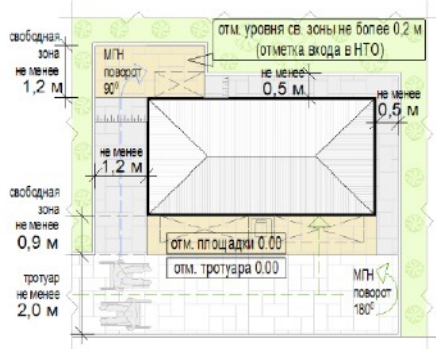 отм. уровня св. зоны не более 0,2 м
(отметка входа в НТО)
свободная
зона
не менее
1,2 м
МГН
поворот
90⁰
не менее
0,5 м
не менее
0,5 м
не менее
1,2 м
свободная
зона
не менее
0,9 м
отм. площадки 0.00
отм. тротуара 0.00
тротуар
не менее
2,0 м
МГН
поворот
180⁰